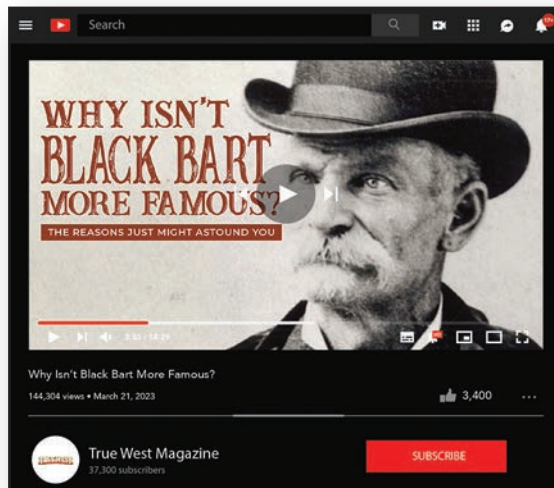 Search
WHY ISN'T
BLACK BART
MORE FAMOUS?
THE REASONS JUST MIGHT ASTOUND YOU
Why Isn't Black Bart More Famous?
144,304 views • March 21, 2023
3,400
True West Magazine
37,300 subscribers
SUBSCRIBE